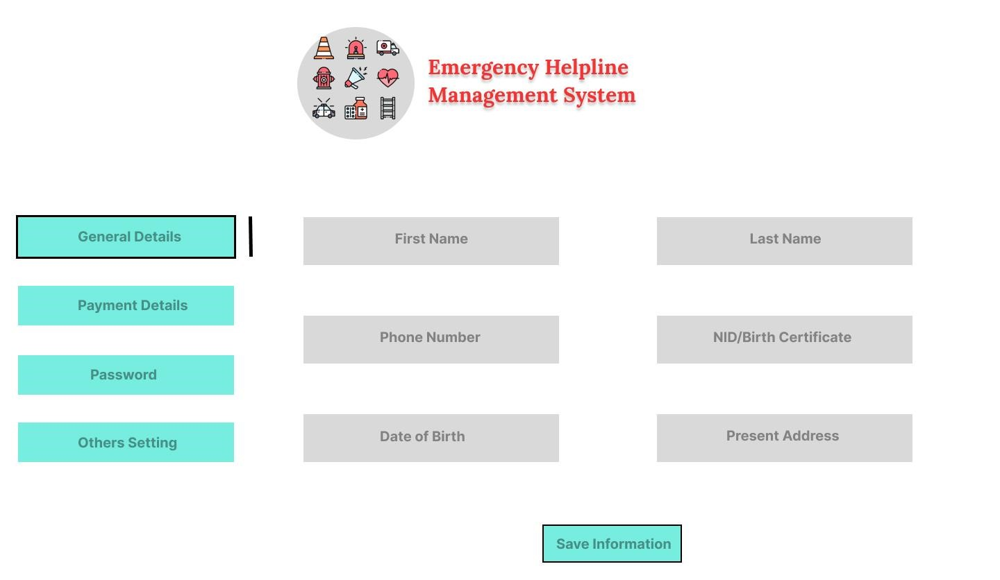 Emergency Helpline
Management System
General Details
First Name
Last Name
Payment Details
Phone Number
NID/Birth Certificate
Password
Date of Birth
Present Address
Others Setting
Save Information